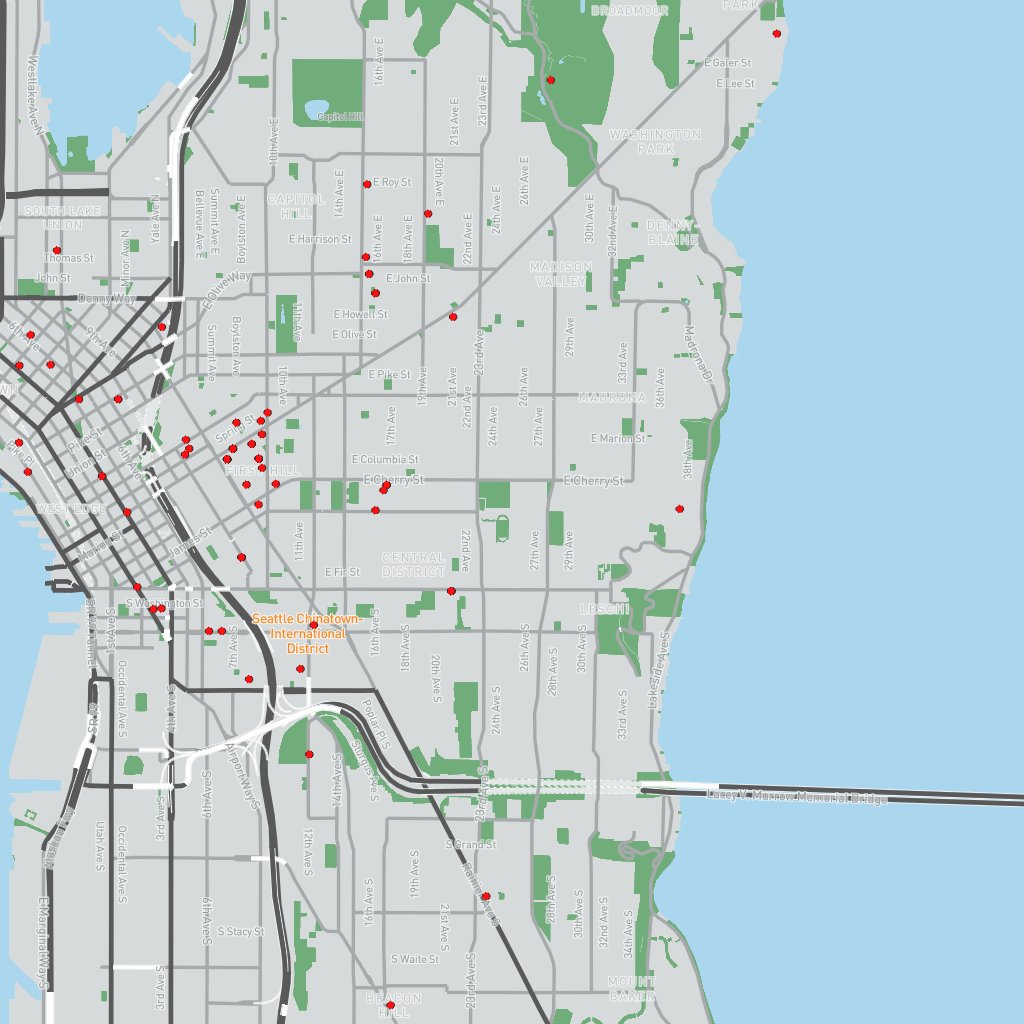 BROADMOOR
PARK
E Galer St
E Lee St
Westlake Ave N
16th Ave E
21st Ave E
23rd Ave E
Capitol Hill
10th Ave E
WASHINGTON
PARK
E Roy St
14th Ave E
20th Ave E
26th Ave E
24th Ave E
CAPITOL
HILL
Yale Ave N
Bellevue Ave E
Summit Ave E
Boylston Ave E
SOUTH LAKE
UNION
Minor Ave N
E Harrison St
16th Ave E
18th Ave E
22nd Ave E
30th Ave E
32nd Ave E
DENNY-
BLAINE
Thomas St
John St
Denny Way
E Olive Way
E John St
MADISON
VALLEY
E Howell St
E Olive St
11th Ave
6th Ave
9th Ave
Summit Ave
Boylston Ave
23rd Ave
29th Ave
33rd Ave
Madrona Dr
E Pike St
10th Ave
19th Ave
21st Ave
22nd Ave
26th Ave
36th Ave
MADRONA
17th Ave
24th Ave
27th Ave
E Marion St
38th Ave
Spring St
Pine St
Union St
6th Ave
Pike Pl
FIRST HILL
E Columbia St
E Cherry St
E Cherry St
WEST EDGE
Marion St
James St
11th Ave
22nd Ave
27th Ave
29th Ave
CENTRAL
DISTRICT
E Fir St
S Washington St
LESCHI
Seattle Chinatown-
International
District
1st Ave S
7th Ave S
16th Ave S
18th Ave S
20th Ave S
26th Ave S
28th Ave S
30th Ave S
Lakeside Ave S
Occidental Ave S
4th Ave S
24th Ave S
33rd Ave S
Poplar Pl S
Sturgus Ave S
Airport Way S
6th Ave S
14th Ave S
23rd Ave S
Lacey V. Murrow Memorial Bridge
3rd Ave S
Utah Ave S
Occidental Ave S
12th Ave S
S Grand St
19th Ave S
16th Ave S
21st Ave S
Rainier Ave S
28th Ave S
30th Ave S
32nd Ave S
34th Ave S
E Marginal Way S
6th Ave S
S Stacy St
S Waite St
3rd Ave S
23rd Ave S
BEACON
HILL
MOUNT
BAKER